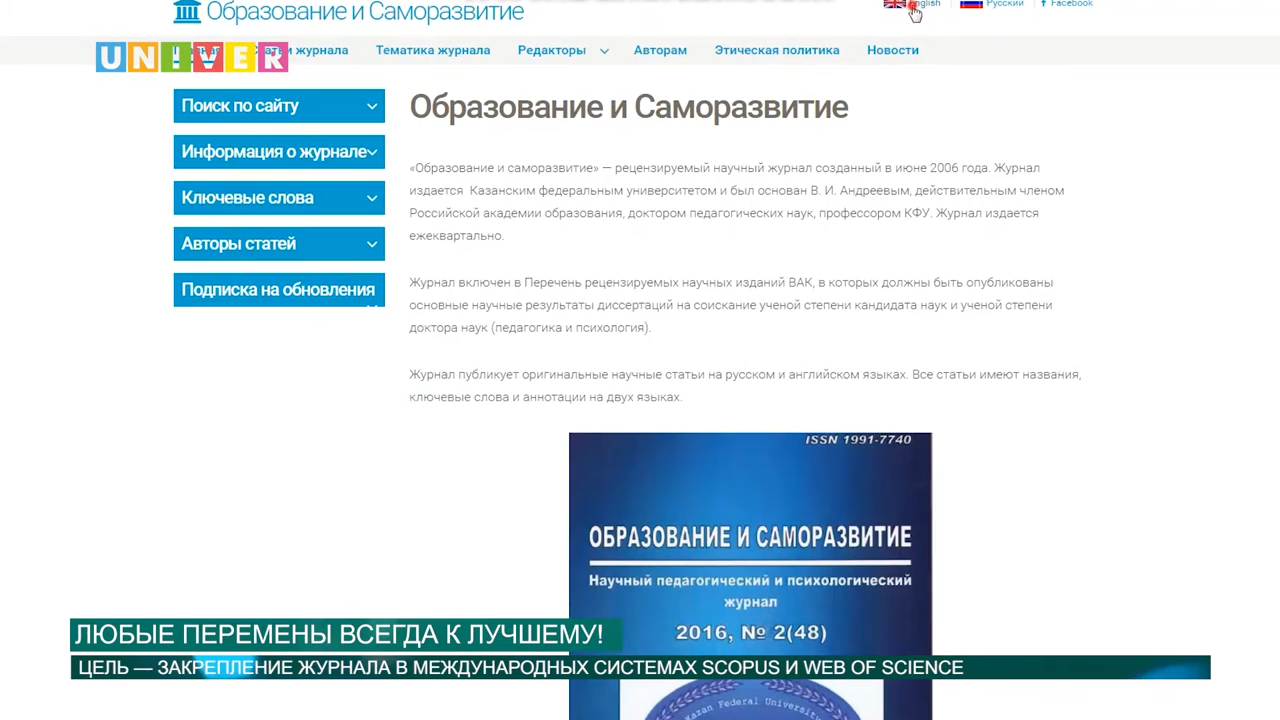 Образование и Саморазвитие
English
Русский
Facebook
Главная Статьи журнала Тематика журнала Редакторы Авторам Этическая политика Новости
UNIVER
Поиск по сайту
Информация о журнале
Ключевые слова
Авторы статей
Подписка на обновления
Образование и Саморазвитие
«Образование и саморазвитие» — рецензируемый научный журнал созданный в июне 2006 года. Журнал
издается Казанским федеральным университетом и был основан В. И. Андреевым, действительным членом
Российской академии образования, доктором педагогических наук, профессором КФУ. Журнал издается
ежеквартально.
Журнал включен в Перечень рецензируемых научных изданий ВАК, в которых должны быть опубликованы
основные научные результаты диссертаций на соискание ученой степени кандидата наук и ученой степени
доктора наук (педагогика и психология).
Журнал публикует оригинальные научные статьи на русском и английском языках. Все статьи имеют названия,
ключевые слова и аннотации на двух языках.
ISSN 1991-7740
ОБРАЗОВАНИЕ И САМОРАЗВИТИЕ
Научный педагогический и психологический
журнал
2016, № 2(48)
Kazan Federal University
ЛЮБЫЕ ПЕРЕМЕНЫ ВСЕГДА К ЛУЧШЕМУ!
ЦЕЛЬ — ЗАКРЕПЛЕНИЕ ЖУРНАЛА В МЕЖДУНАРОДНЫХ СИСТЕМАХ SCOPUS И WEB OF SCIENCE